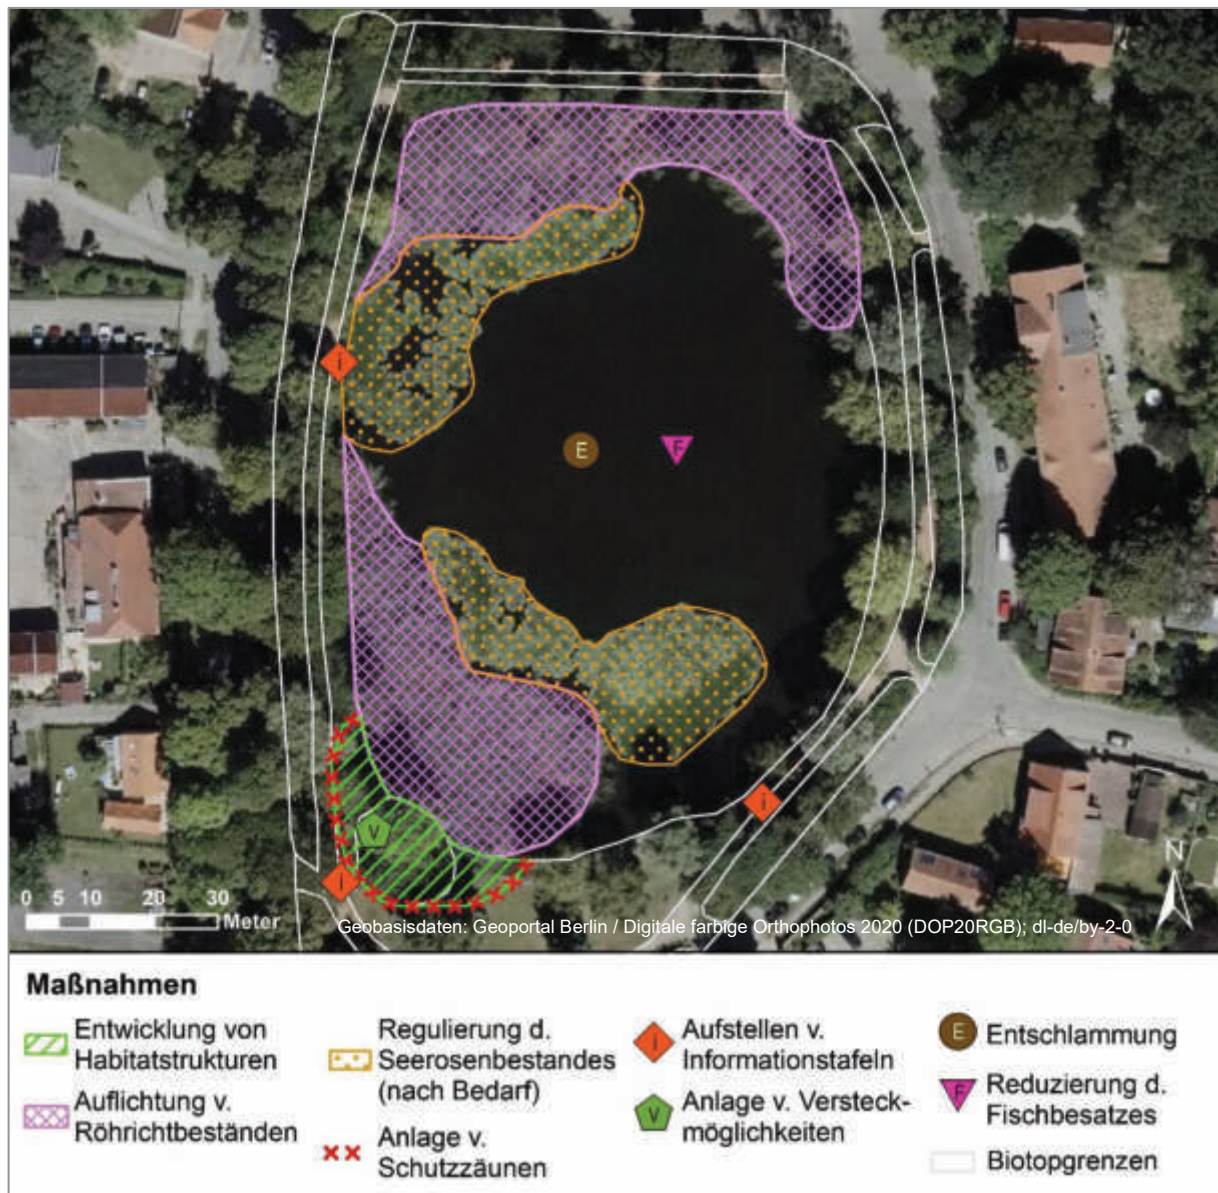 i
E
F
V
i
i
N
0 5 10 20 30
Meter
Geobasisdaten: Geoportal Berlin / Digitale farbige Orthophotos 2020 (DOP20RGB); dl-de/by-2-0
Maßnahmen
Entwicklung von
Habitatstrukturen
Auflichtung v.
Röhrichtbeständen
Regulierung d.
Seerosenbestandes
(nach Bedarf)
Anlage v.
Schutzzäunen
i
Aufstellen v.
Informationstafeln
V
Anlage v. Versteck-
möglichkeiten
E
Entschlammung
F
Reduzierung d.
Fischbesatzes
Biotopgrenzen